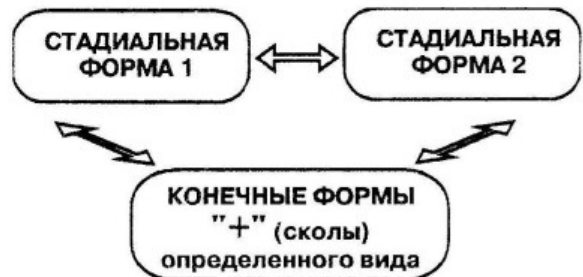 СТАДИАЛЬНАЯ
ФОРМА 1
СТАДИАЛЬНАЯ
ФОРМА 2
КОНЕЧНЫЕ ФОРМЫ
"+" (сколы)
определенного вида